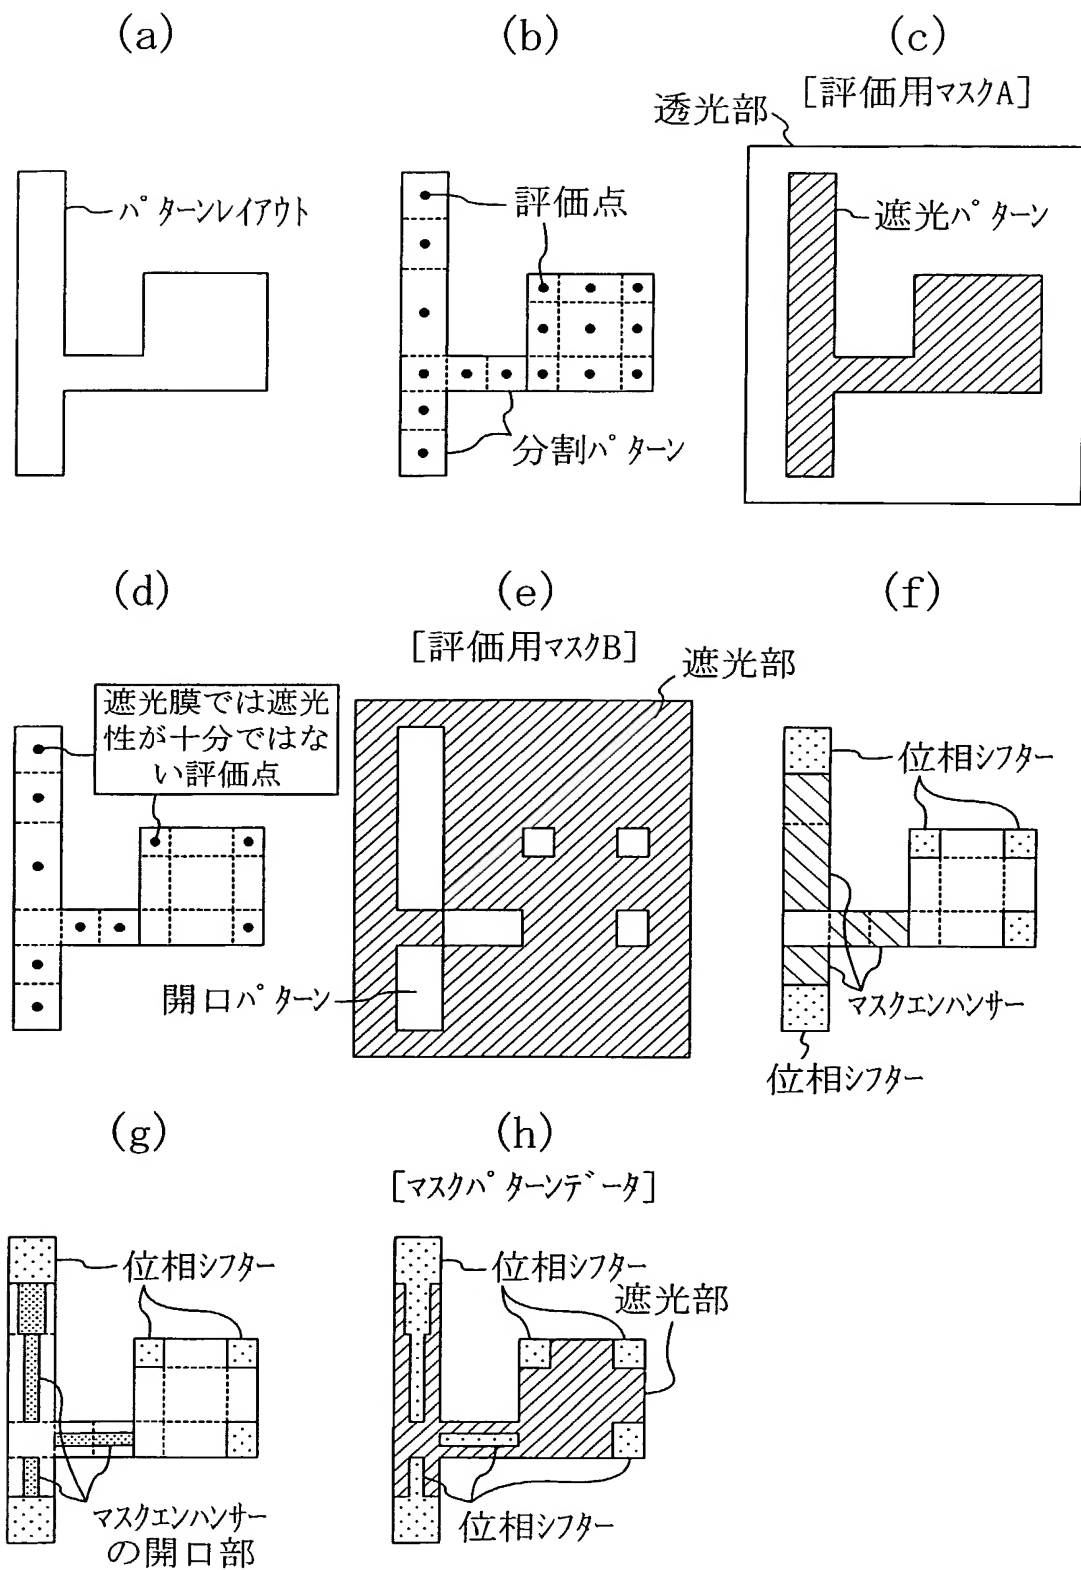 (a)
(b)
(c)
[評価用マスクA]
透光部
パターンレイアウト
評価点
遮光パターン
分割パターン
(d)
(e)
(f)
[評価用マスクB]
遮光部
遮光膜では遮光
性が十分ではな
い評価点
位相シフター
開口パターン
マスクエンハンサー
位相シフター
(g)
(h)
[マスクパターンデータ]
位相シフター
位相シフター
遮光部
マスクエンハンサー
の開口部
位相シフター